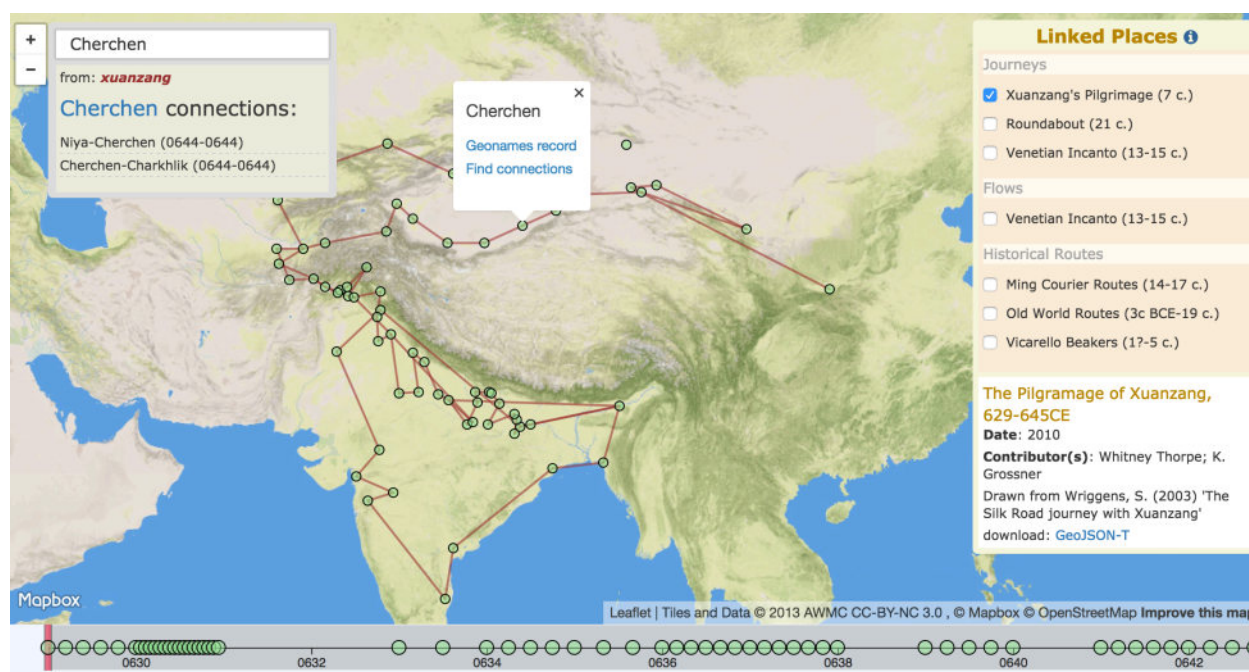 +
−
Cherchen
from: xuanzang
Cherchen connections:
Niya-Cherchen (0644-0644)
Cherchen-Charkhlik (0644-0644)
×
Cherchen
Geonames record
Find connections
Linked Places i
Journeys
Xuanzang's Pilgrimage (7 c.)
Roundabout (21 c.)
Venetian Incanto (13-15 c.)
Flows
Venetian Incanto (13-15 c.)
Historical Routes
Ming Courier Routes (14-17 c.)
Old World Routes (3c BCE-19 c.)
Vicarello Beakers (1?-5 c.)
The Pilgramage of Xuanzang,
629-645CE
Date: 2010
Contributor(s): Whitney Thorpe; K.
Grossner
Drawn from Wriggens, S. (2003) 'The
Silk Road journey with Xuanzang'
download: GeoJSON-T
Mapbox
Leaflet | Tiles and Data © 2013 AWMC CC-BY-NC 3.0 , © Mapbox © OpenStreetMap Improve this map
0630 0632 0634 0636 0638 0640 0642